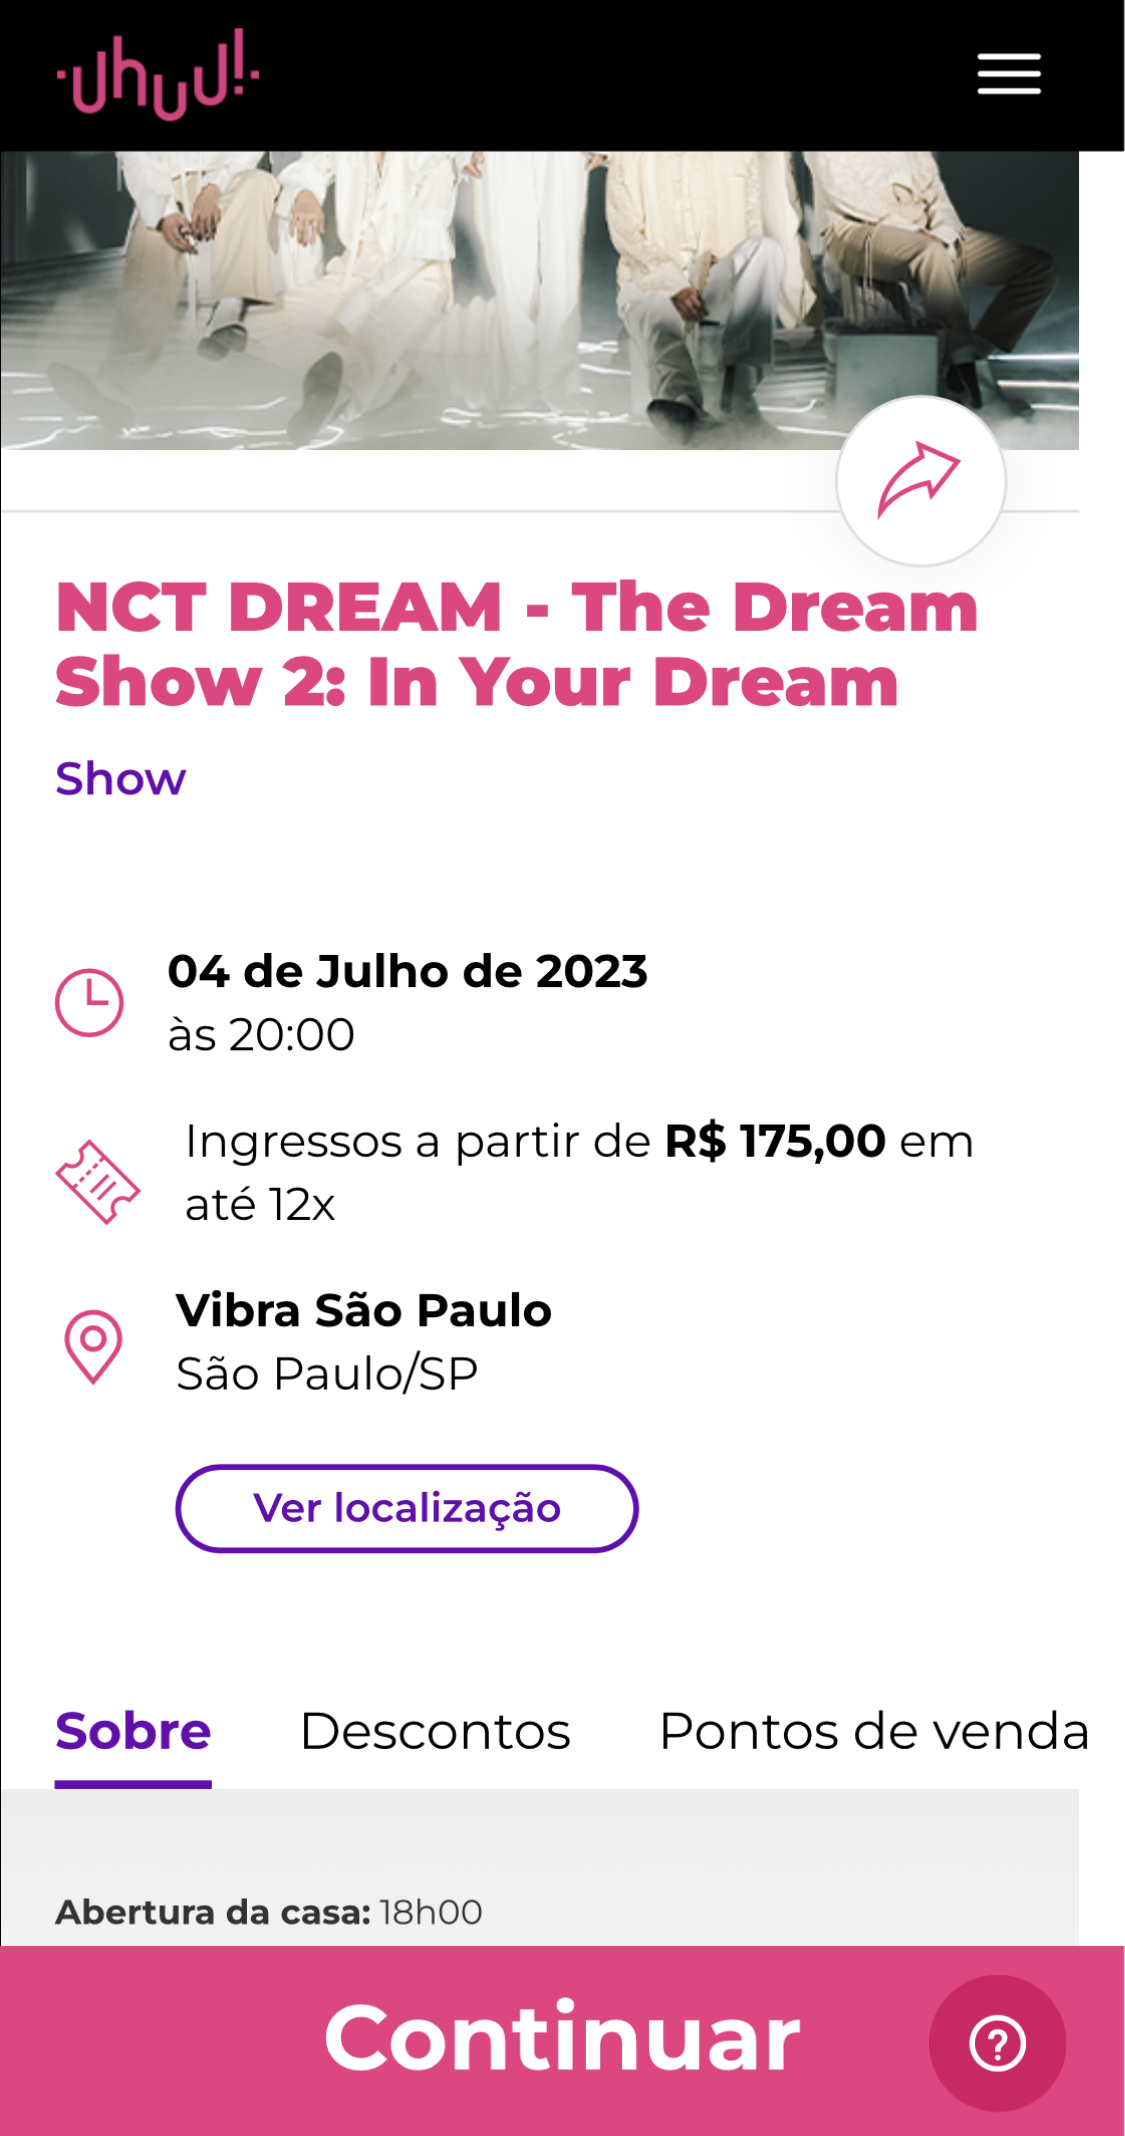 uhuu!
NCT DREAM - The Dream
Show 2: In Your Dream
Show
04 de Julho de 2023
às 20:00
Ingressos a partir de R$ 175,00 em
até 12x
Vibra São Paulo
São Paulo/SP
Ver localização
Sobre Descontos Pontos de venda
Abertura da casa: 18h00
Continuar
?